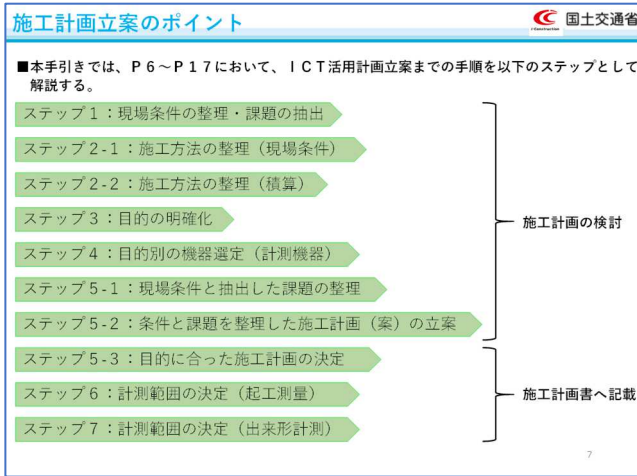 施工計画立案のポイント
i-Construction
国土交通省
■本手引きでは、Ｐ６～Ｐ１７において、ＩＣＴ活用計画立案までの手順を以下のステップとして
解説する。
ステップ１：現場条件の整理・課題の抽出
ステップ２-１：施工方法の整理（現場条件）
ステップ２-２：施工方法の整理（積算）
ステップ３：目的の明確化
ステップ４：目的別の機器選定（計測機器）
ステップ５-１：現場条件と抽出した課題の整理
ステップ５-２：条件と課題を整理した施工計画（案）の立案
施工計画の検討
ステップ５-３：目的に合った施工計画の決定
ステップ６：計測範囲の決定（起工測量）
ステップ７：計測範囲の決定（出来形計測）
施工計画書へ記載
7